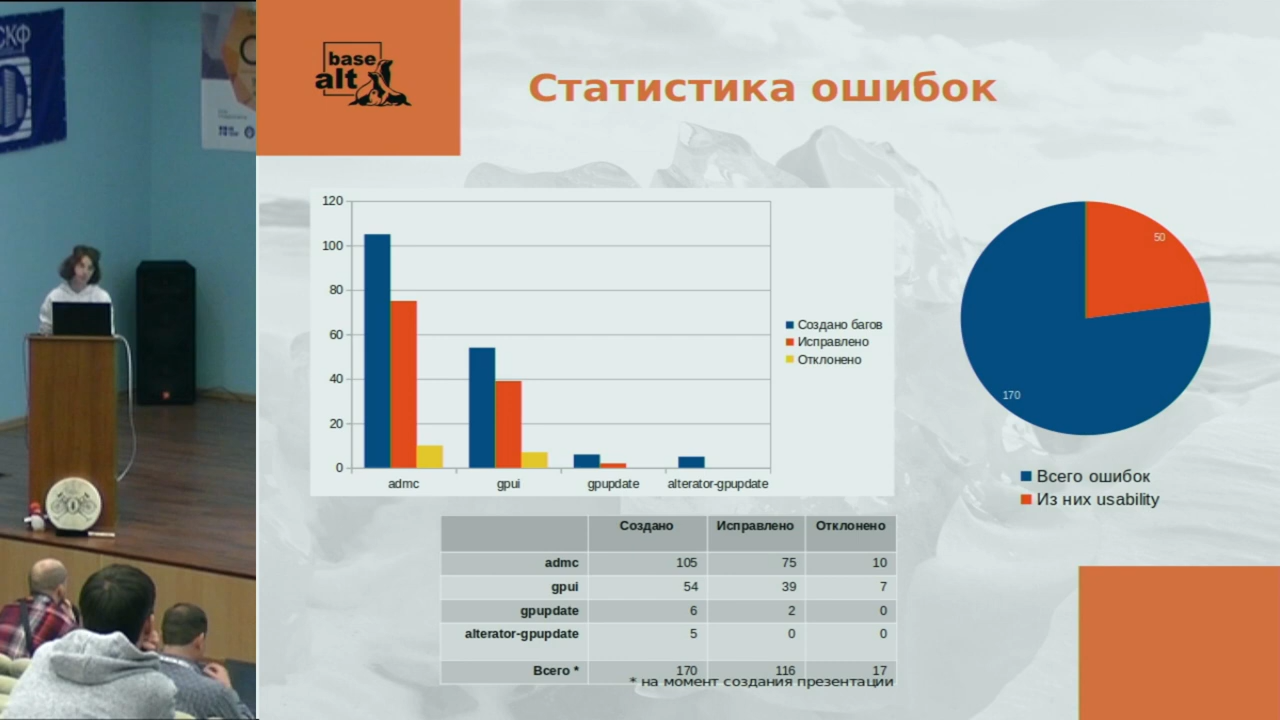 СКФ
base
alt
Статистика ошибок
120
100
80
60
40
20
0
admc gpui gpupdate alterator-gpupdate
Создано багов
Исправлено
Отклонено
50
170
Всего ошибок
Из них usability
Создано Исправлено Отклонено
admc 105 75 10
gpui 54 39 7
gpupdate 6 2 0
alterator-gpupdate 5 0 0
Всего * 170 116 17
* на момент создания презентации